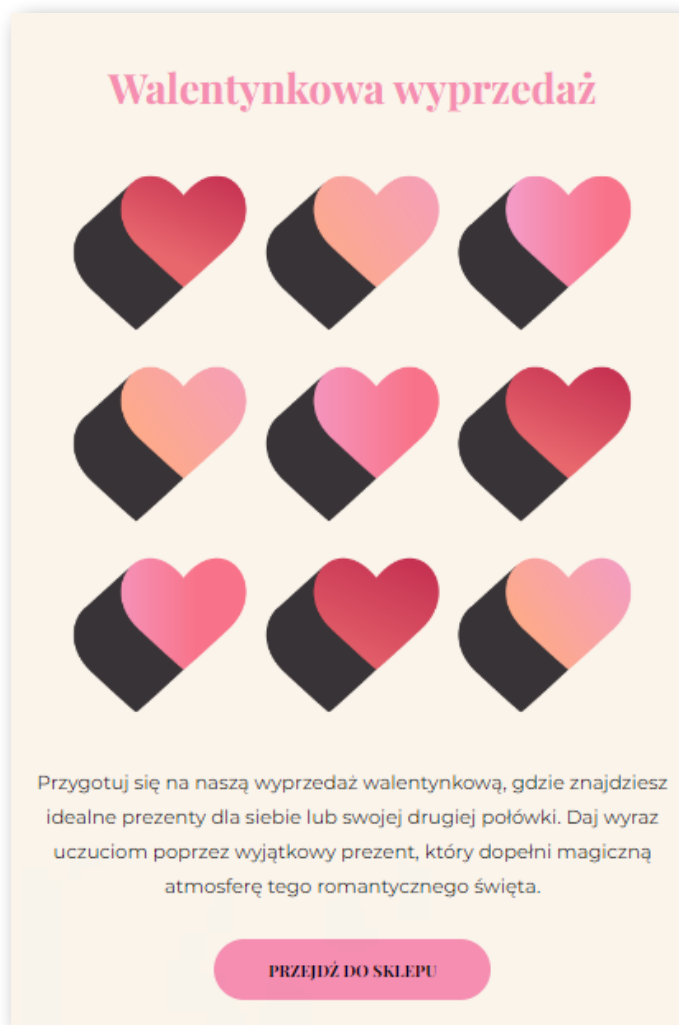 Walentynkowa wyprzedaż
Przygotuj się na naszą wyprzedaż walentynkową, gdzie znajdziesz
idealne prezenty dla siebie lub swojej drugiej połówki. Daj wyraz
uczuciom poprzez wyjątkowy prezent, który dopełni magiczną
atmosferę tego romantycznego święta.
PRZEJDŹ DO SKLEPU